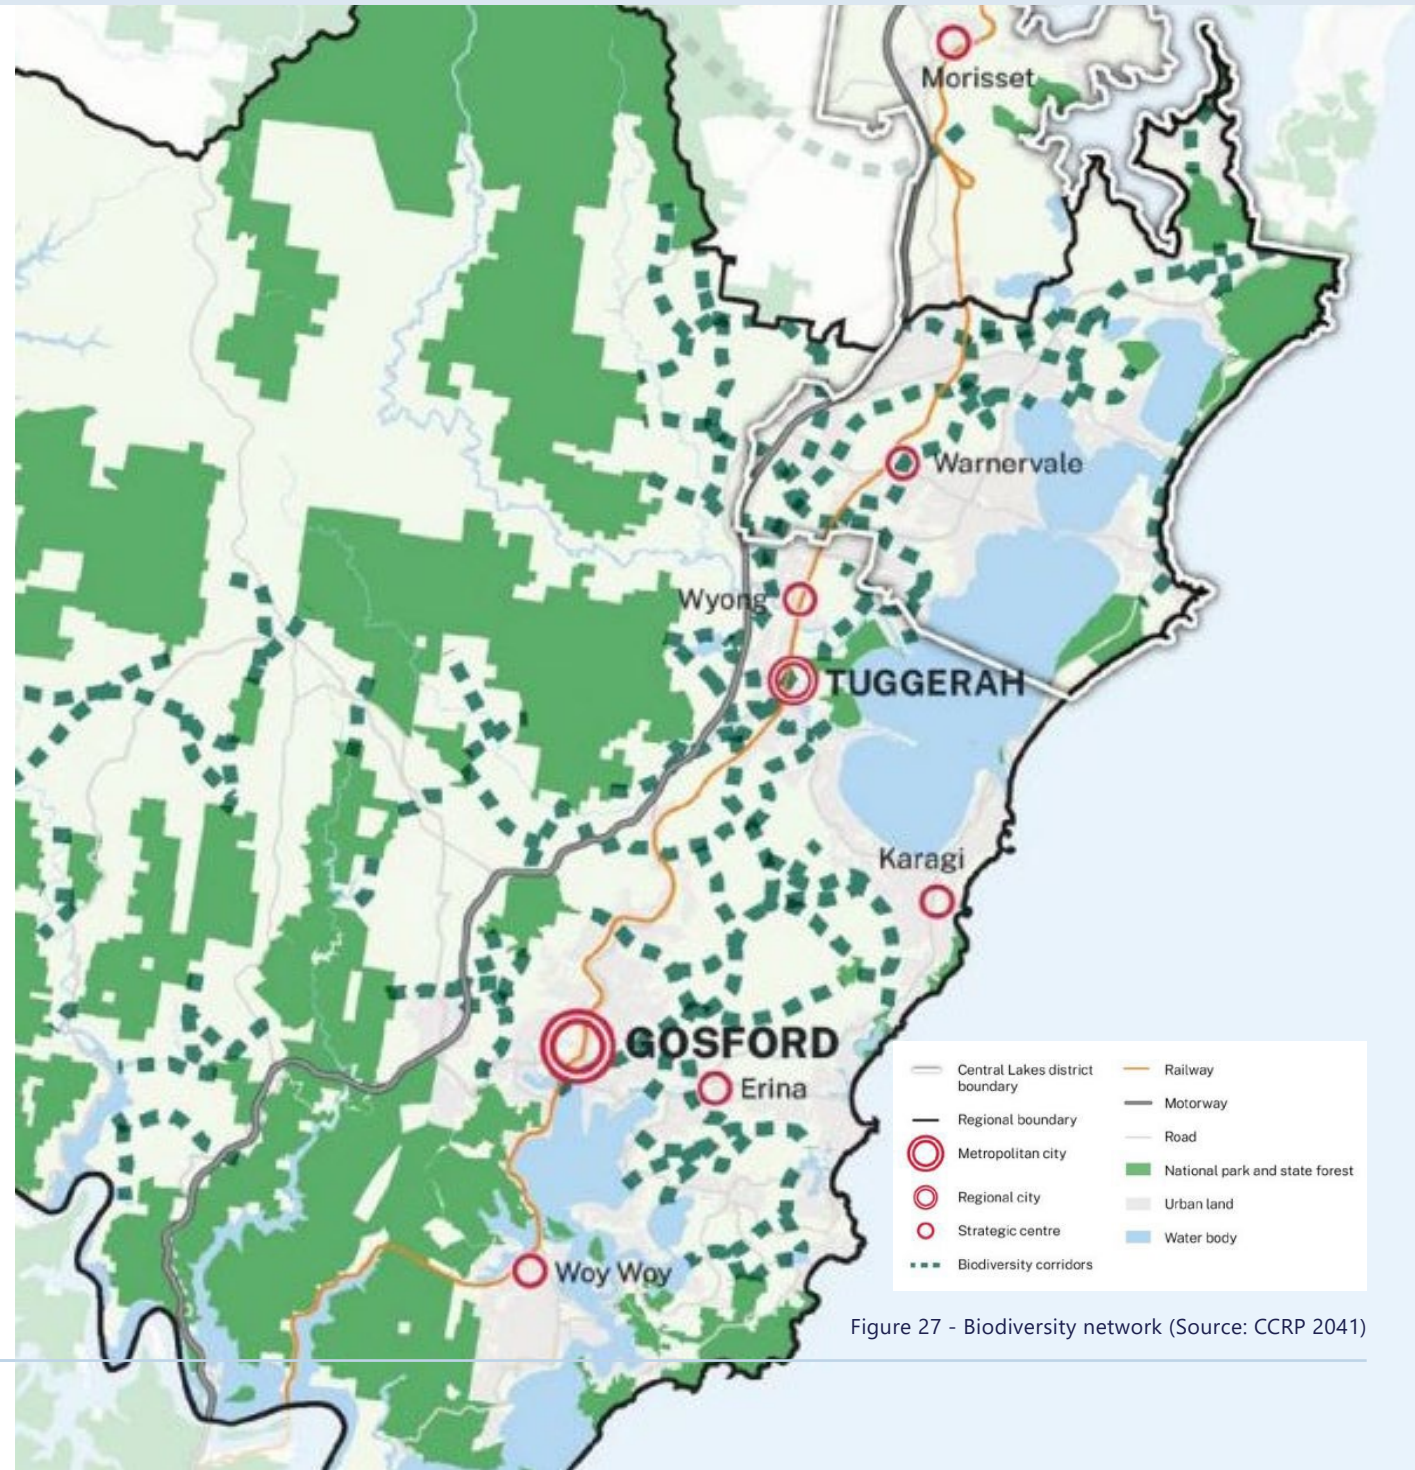 Morisset
Warnervale
Wyong
TUGGERAH
Karagi
GOSFORD
Erina
Woy Woy
Central Lakes district
boundary
Regional boundary
Metropolitan city
Regional city
Strategic centre
Biodiversity corridors
Railway
Motorway
Road
National park and state forest
Urban land
Water body
Figure 27 - Biodiversity network (Source: CCRP 2041)